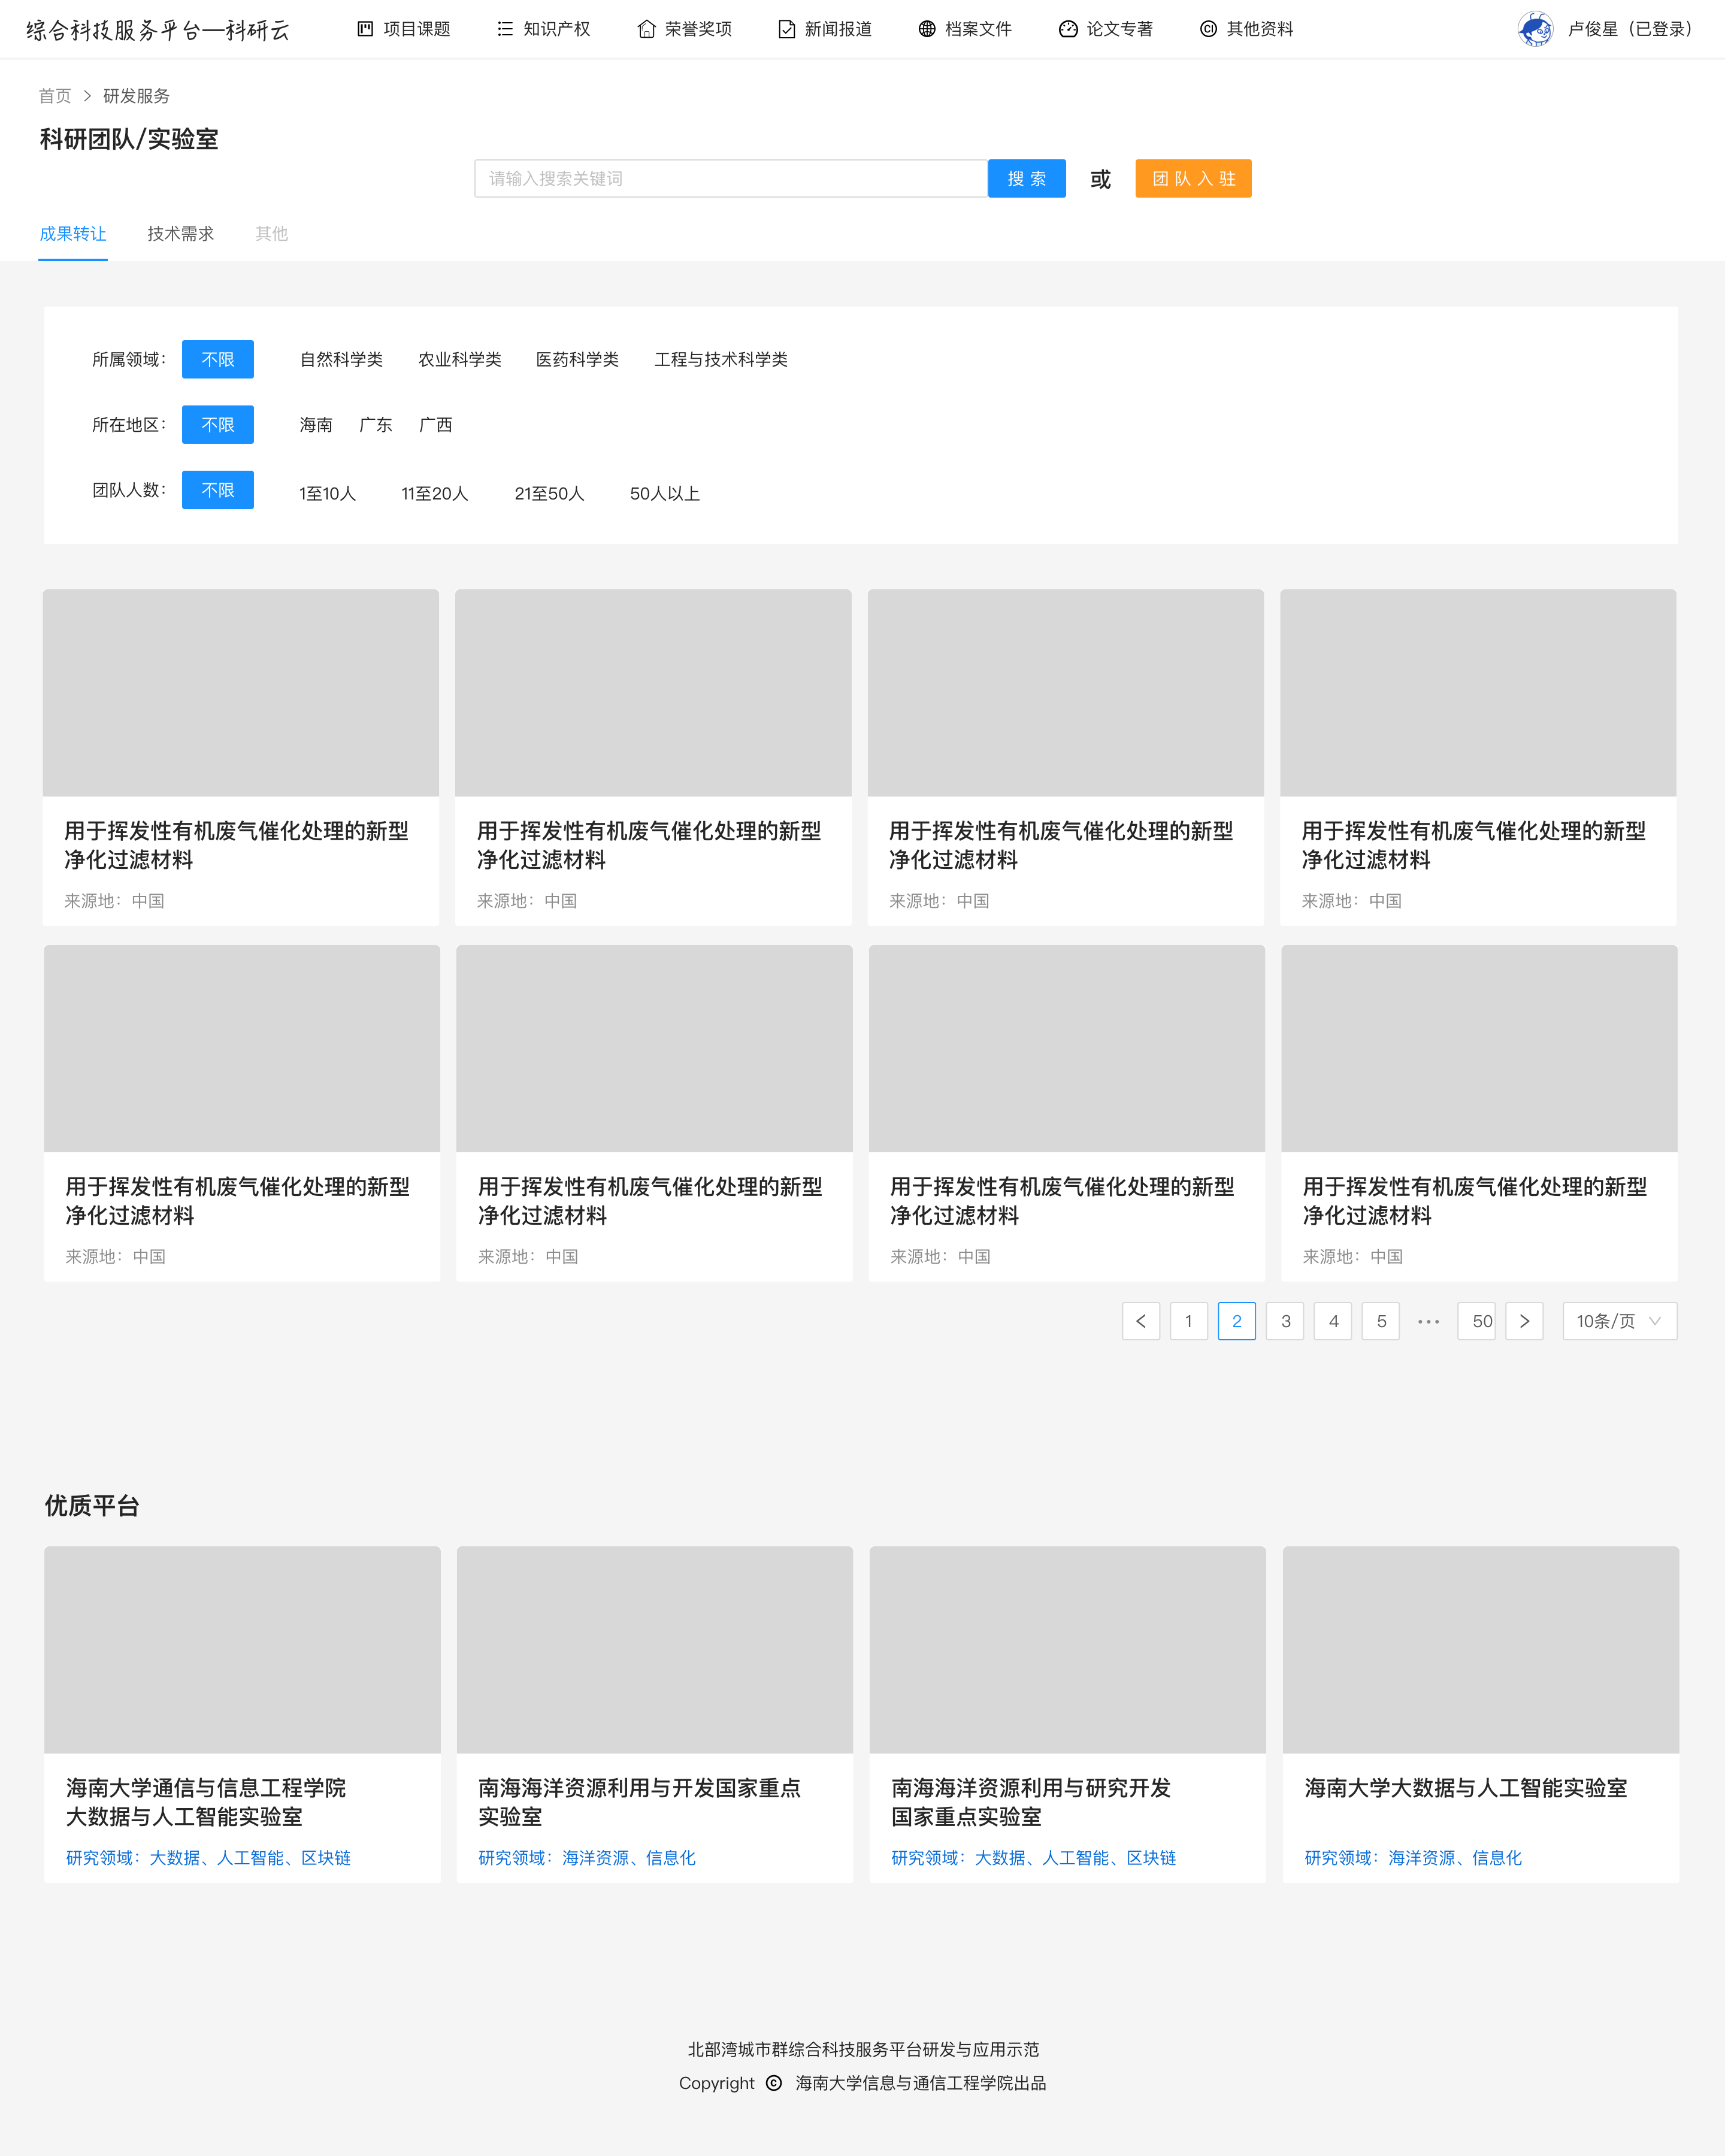 综合科技服务平台—科研云 项目课题 知识产权 荣誉奖项 新闻报道 档案文件 论文专著 其他资料 卢俊星（已登录）
首页 > 研发服务
科研团队/实验室
请输入搜索关键词 搜 索 或 团 队 入 驻
成果转让 技术需求 其他
所属领域： 不限 自然科学类 农业科学类 医药科学类 工程与技术科学类
所在地区： 不限 海南 广东 广西
团队人数： 不限 1至10人 11至20人 21至50人 50人以上
用于挥发性有机废气催化处理的新型
净化过滤材料
来源地：中国
用于挥发性有机废气催化处理的新型
净化过滤材料
来源地：中国
用于挥发性有机废气催化处理的新型
净化过滤材料
来源地：中国
用于挥发性有机废气催化处理的新型
净化过滤材料
来源地：中国
用于挥发性有机废气催化处理的新型
净化过滤材料
来源地：中国
用于挥发性有机废气催化处理的新型
净化过滤材料
来源地：中国
用于挥发性有机废气催化处理的新型
净化过滤材料
来源地：中国
用于挥发性有机废气催化处理的新型
净化过滤材料
来源地：中国
< 1 2 3 4 5 ••• 50 > 10条/页
优质平台
海南大学通信与信息工程学院
大数据与人工智能实验室
研究领域：大数据、人工智能、区块链
南海海洋资源利用与开发国家重点
实验室
研究领域：海洋资源、信息化
南海海洋资源利用与研究开发
国家重点实验室
研究领域：大数据、人工智能、区块链
海南大学大数据与人工智能实验室
研究领域：海洋资源、信息化
北部湾城市群综合科技服务平台研发与应用示范
Copyright © 海南大学信息与通信工程学院出品